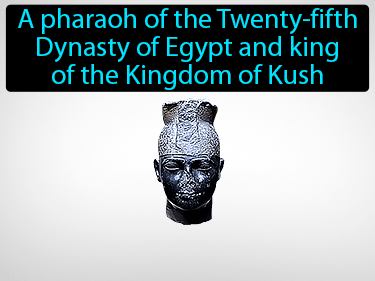 A pharaoh of the Twenty-fifth
Dynasty of Egypt and king
of the Kingdom of Kush